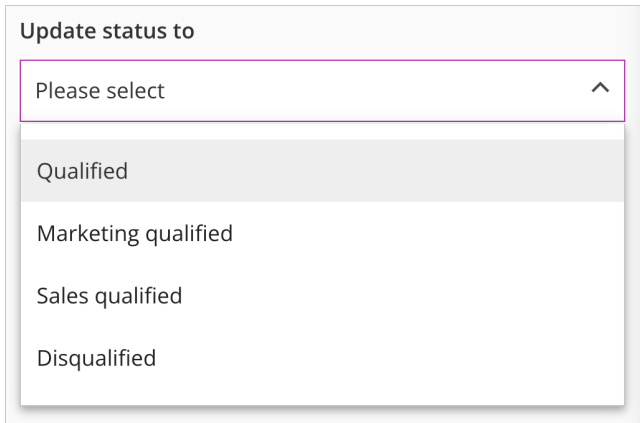 Update status to
Please select
Qualified
Marketing qualified
Sales qualified
Disqualified